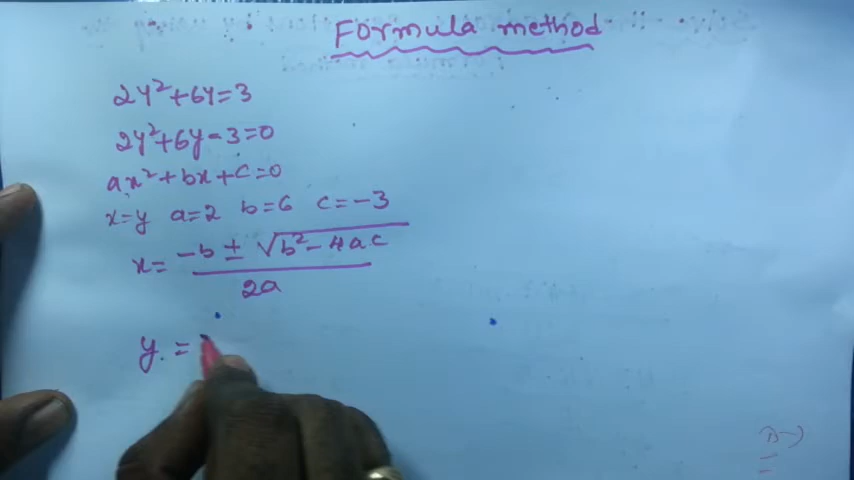 Formula method
2y²+6y=3
2y²+6y-3=0
ax²+bx+c=0
x=y a=2 b=6 c=-3
x= -b ± √b²-4ac / 2a
y. =